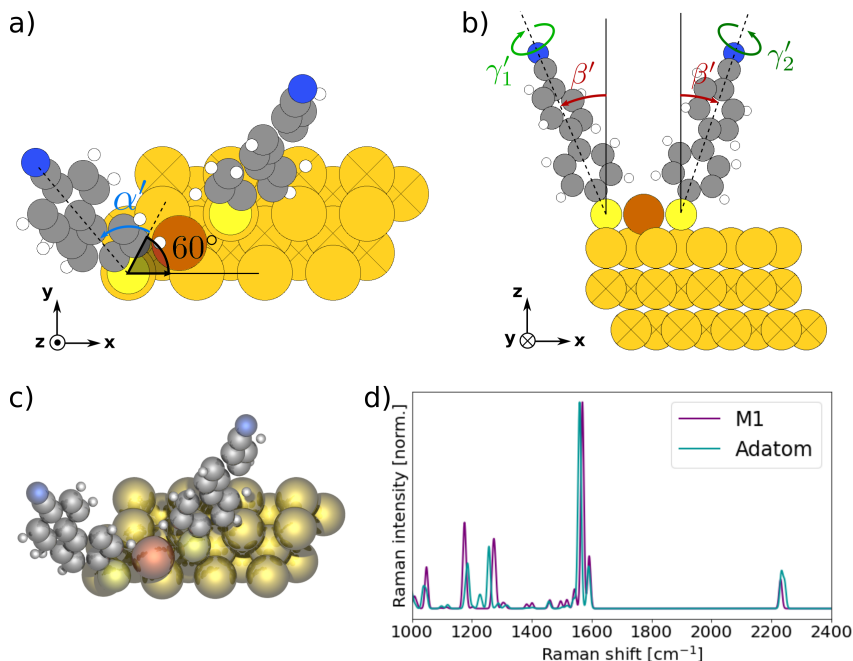 a)
α′
60°
y
z
x
b)
γ′₁
β′
β′
γ′₂
z
y
x
c)
d)
Raman intensity [norm.]
M1
Adatom
1000 1200 1400 1600 1800 2000 2200 2400
Raman shift [cm⁻¹]